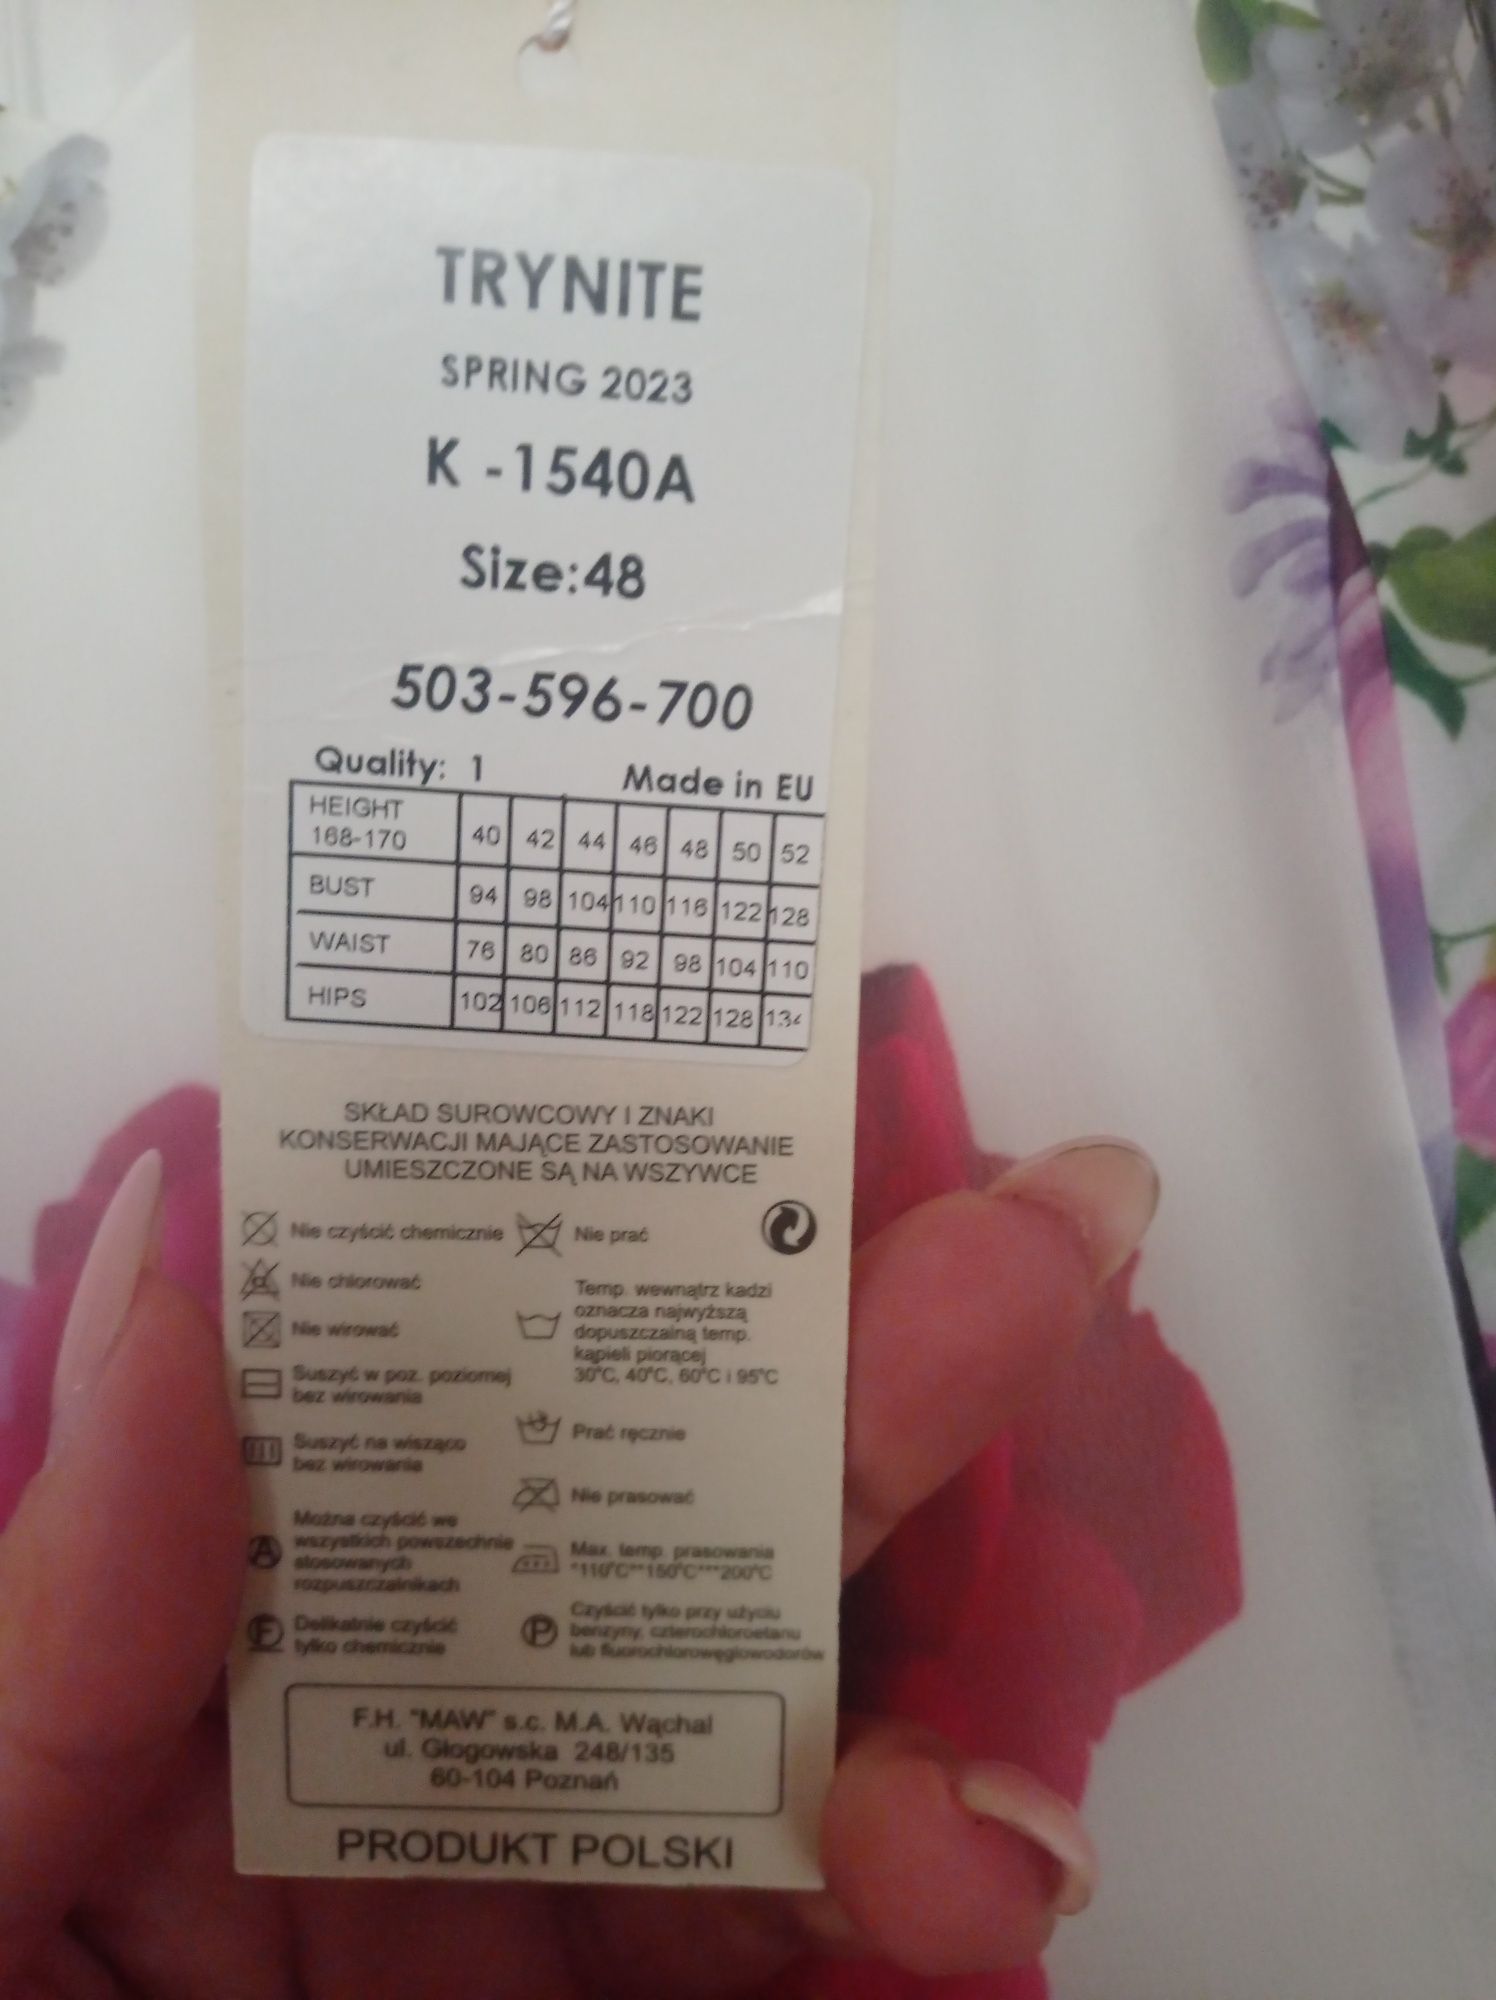 TRYNITE
SPRING 2023
K -1540A
Size:48
503-596-700
Quality: 1 Made in EU
HEIGHT
168-170 40 42 44 46 48 50 52
BUST 94 98 104 110 116 122 128
WAIST 76 80 86 92 98 104 110
HIPS 102 106 112 118 122 128 134
SKŁAD SUROWCOWY I ZNAKI
KONSERWACJI MAJĄCE ZASTOSOWANIE
UMIESZCZONE SĄ NA WSZYWCE
Nie czyścić chemicznie
Nie chlorować
Nie wirować
Suszyć w poz. poziomej
bez wirowania
Suszyć na wisząco
bez wirowania
A Można czyścić we
wszystkich powszechnie
stosowanych
rozpuszczalnikach
F Delikatnie czyścić
tylko chemicznie
Nie prać
Temp. wewnątrz kadzi
oznacza najwyższą
dopuszczalną temp.
kąpieli piorącej
30°C, 40°C, 60°C i 95°C
Prać ręcznie
Nie prasować
Max. temp. prasowania
*110°C**150°C***200°C
P Czyścić tylko przy użyciu
benzyny, czterochloroetanu
lub fluorochlorowęglowodorów
F.H. "MAW" s.c. M.A. Wąchal
ul. Głogowska 248/135
60-104 Poznań
PRODUKT POLSKI